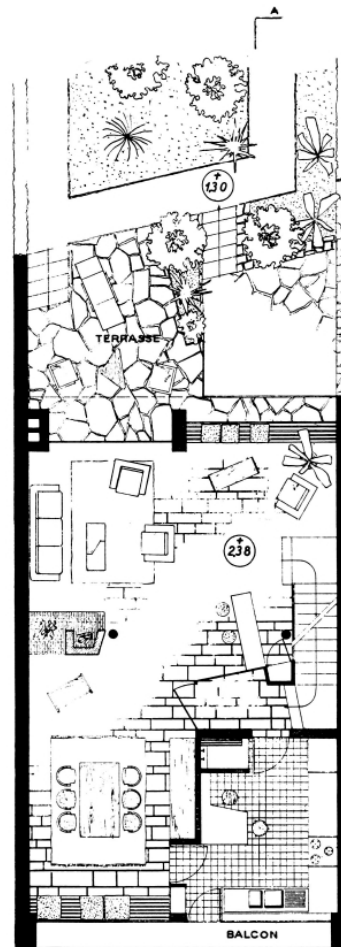 A
+
1,30
TERRASSE
+
2,38
BALCON